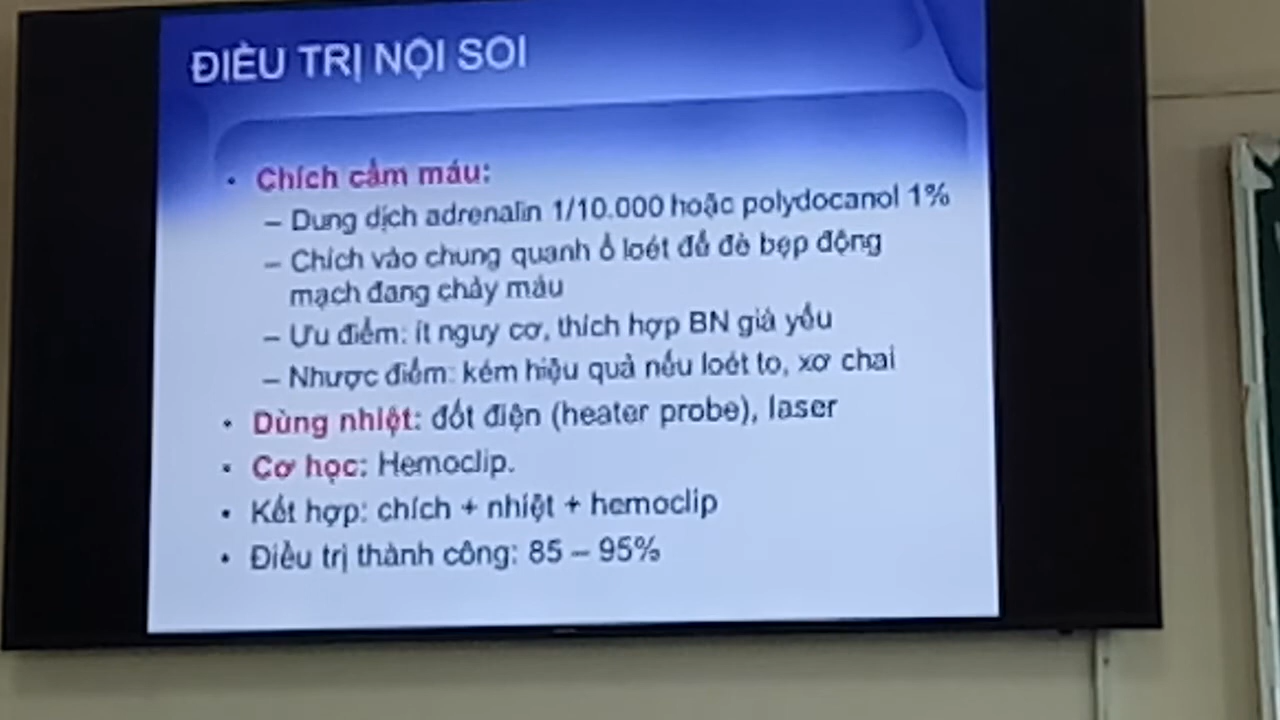 ĐIỀU TRỊ NỘI SOI
• Chích cầm máu:
– Dung dịch adrenalin 1/10.000 hoặc polydocanol 1%
– Chích vào chung quanh ổ loét để đè bẹp động
mạch đang chảy máu
– Ưu điểm: ít nguy cơ, thích hợp BN già yếu
– Nhược điểm: kém hiệu quả nếu loét to, xơ chai
• Dùng nhiệt: đốt điện (heater probe), laser
• Cơ học: Hemoclip.
• Kết hợp: chích + nhiệt + hemoclip
• Điều trị thành công: 85 – 95%